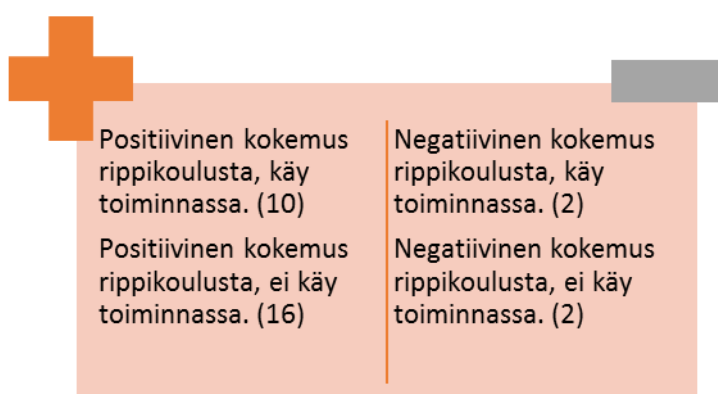 Positiivinen kokemus
rippikoulusta, käy
toiminnassa. (10)
Positiivinen kokemus
rippikoulusta, ei käy
toiminnassa. (16)
Negatiivinen kokemus
rippikoulusta, käy
toiminnassa. (2)
Negatiivinen kokemus
rippikoulusta, ei käy
toiminnassa. (2)